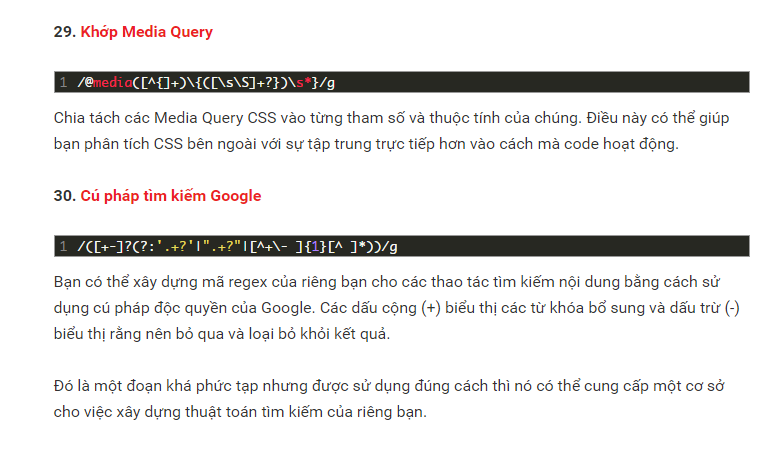 29. Khớp Media Query
1 /@media([^{]+)\{([\s\S]+?})\s*}/g
Chia tách các Media Query CSS vào từng tham số và thuộc tính của chúng. Điều này có thể giúp
bạn phân tích CSS bên ngoài với sự tập trung trực tiếp hơn vào cách mà code hoạt động.
30. Cú pháp tìm kiếm Google
1 /([+-]?(?:'.+?'|".+?"|[^+\- ]{1}[^ ]*))/g
Bạn có thể xây dựng mã regex của riêng bạn cho các thao tác tìm kiếm nội dung bằng cách sử
dụng cú pháp độc quyền của Google. Các dấu cộng (+) biểu thị các từ khóa bổ sung và dấu trừ (-)
biểu thị rằng nên bỏ qua và loại bỏ khỏi kết quả.
Đó là một đoạn khá phức tạp nhưng được sử dụng đúng cách thì nó có thể cung cấp một cơ sở
cho việc xây dựng thuật toán tìm kiếm của riêng bạn.